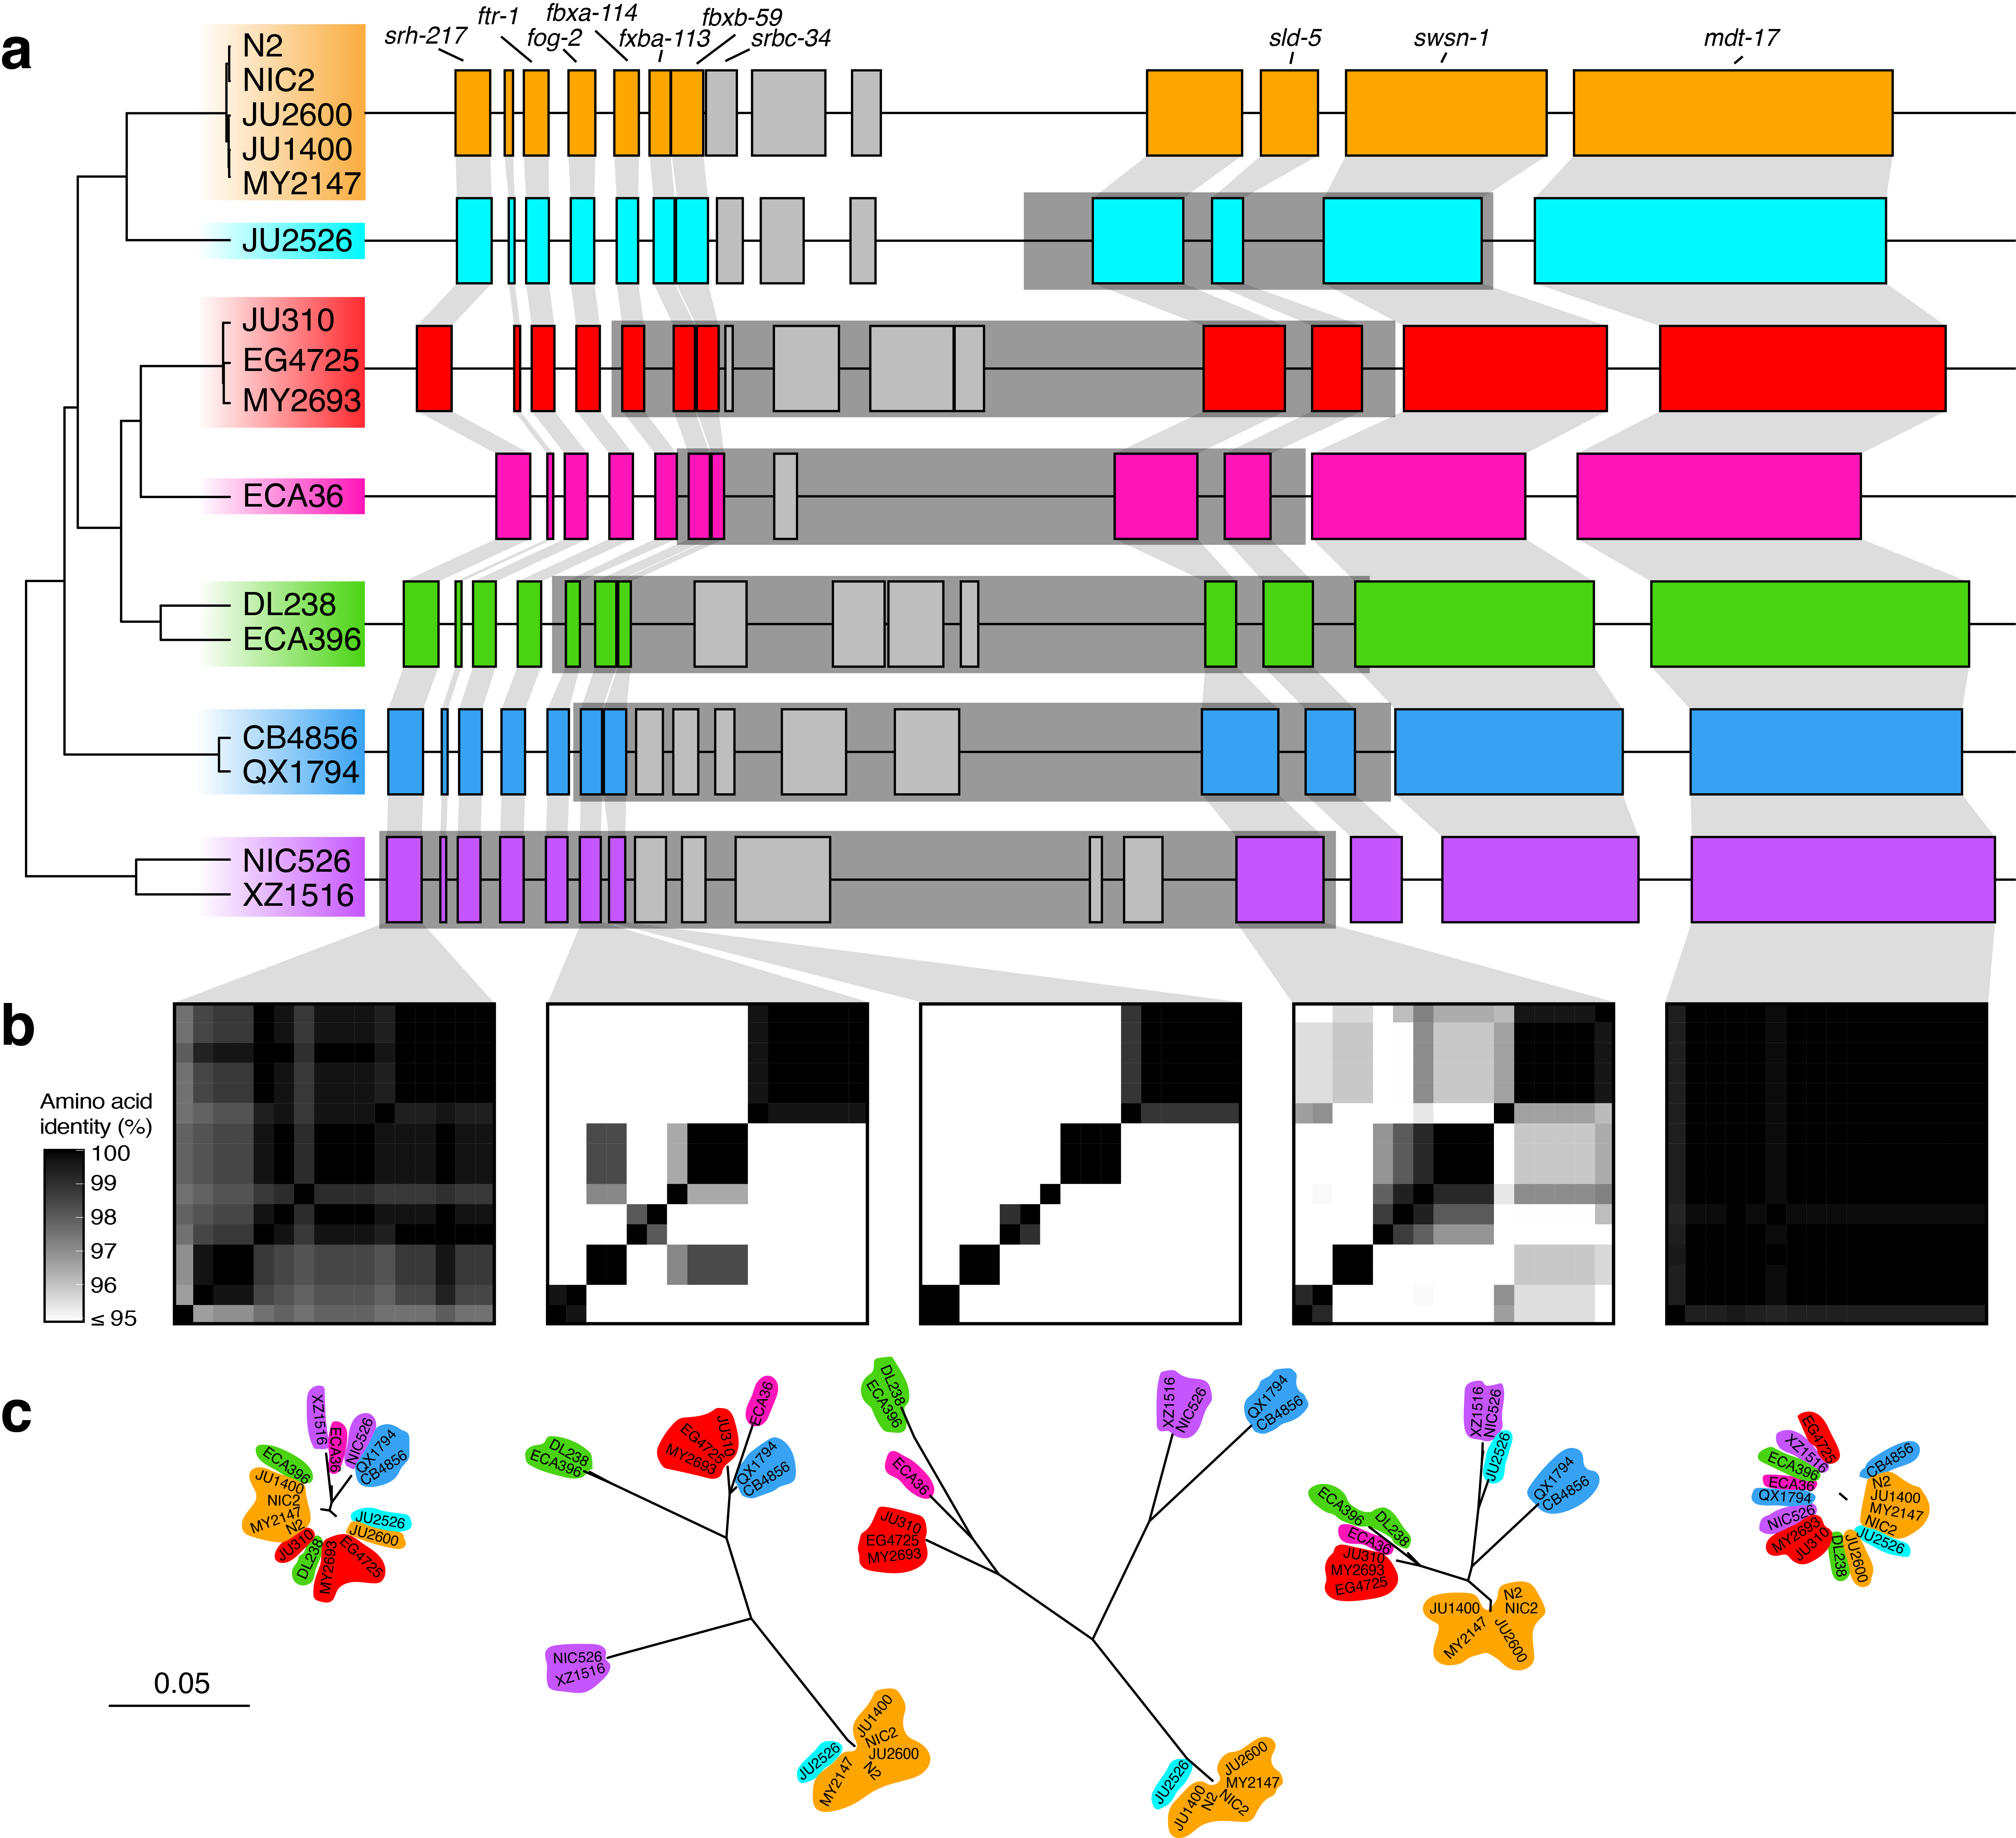 a
srh-217
ftr-1
fog-2
fbxa-114
fxba-113
fbxb-59
srbc-34
sld-5
swsn-1
mdt-17
N2
NIC2
JU2600
JU1400
MY2147
JU2526
JU310
EG4725
MY2693
ECA36
DL238
ECA396
CB4856
QX1794
NIC526
XZ1516
b
Amino acid
identity (%)
100
99
98
97
96
≤ 95
c
XZ1516
ECA36
NIC526
QX1794
CB4856
ECA396
JU1400
NIC2
MY2147
N2
JU2526
JU2600
JU310
DL238
MY2693
EG4725
DL238
ECA396
EG4725
JU310
MY2693
ECA36
QX1794
CB4856
NIC526
XZ1516
JU1400
NIC2
JU2600
N2
MY2147
JU2526
DL238
ECA396
ECA36
JU310
EG4725
MY2693
XZ1516
NIC526
QX1794
CB4856
JU2526
JU2600
MY2147
NIC2
N2
JU1400
XZ1516
NIC526
JU2526
QX1794
CB4856
ECA396
DL238
ECA36
JU310
MY2693
EG4725
N2
JU1400
NIC2
MY2147
JU2600
EG4725
XZ1516
ECA396
ECA36
QX1794
NIC526
MY2693
JU310
DL238
JU2600
JU2526
CB4856
N2
JU1400
MY2147
NIC2
0.05